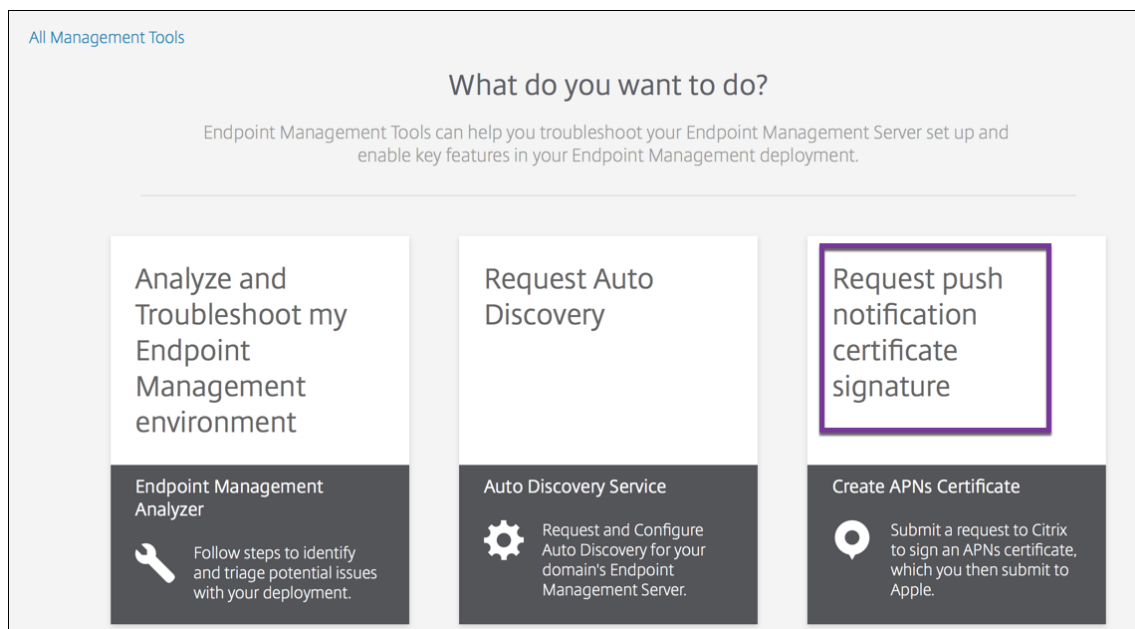 All Management Tools
What do you want to do?
Endpoint Management Tools can help you troubleshoot your Endpoint Management Server set up and
enable key features in your Endpoint Management deployment.
Analyze and
Troubleshoot my
Endpoint
Management
environment
Endpoint Management
Analyzer
Follow steps to identify
and triage potential issues
with your deployment.
Request Auto
Discovery
Auto Discovery Service
Request and Configure
Auto Discovery for your
domain's Endpoint
Management Server.
Request push
notification
certificate
signature
Create APNs Certificate
Submit a request to Citrix
to sign an APNs certificate,
which you then submit to
Apple.